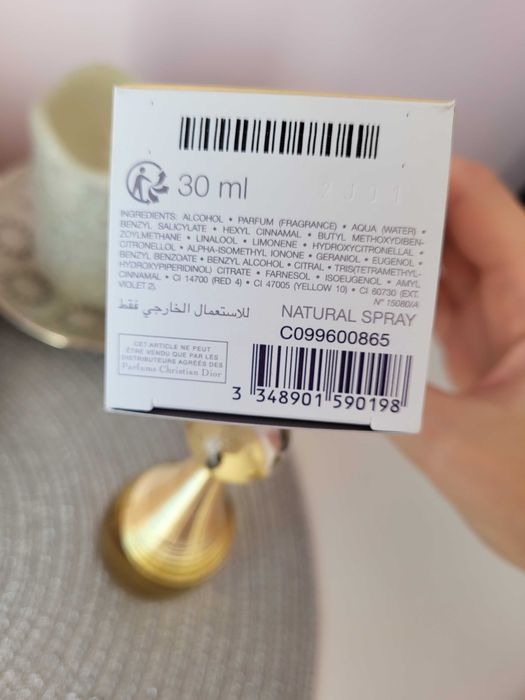 30 ml
2J01
INGREDIENTS: ALCOHOL • PARFUM (FRAGRANCE) • AQUA (WATER) •
BENZYL SALICYLATE • HEXYL CINNAMAL • BUTYL METHOXYDIBEN-
ZOYLMETHANE • LINALOOL • LIMONENE • HYDROXYCITRONELLAL •
CITRONELLOL • ALPHA-ISOMETHYL IONONE • GERANIOL • EUGENOL •
BENZYL BENZOATE • BENZYL ALCOHOL • CITRAL • TRIS(TETRAMETHYL-
HYDROXYPIPERIDINOL) CITRATE • FARNESOL • ISOEUGENOL • AMYL
CINNAMAL • CI 14700 (RED 4) • CI 47005 (YELLOW 10) • CI 60730 (EXT.
VIOLET 2).
N° 15080/A
للاستعمال الخارجي فقط
NATURAL SPRAY
C099600865
CET ARTICLE NE PEUT
ÊTRE VENDU QUE PAR LES
DISTRIBUTEURS AGRÉÉS DES
Parfums Christian Dior
3 348901 590198